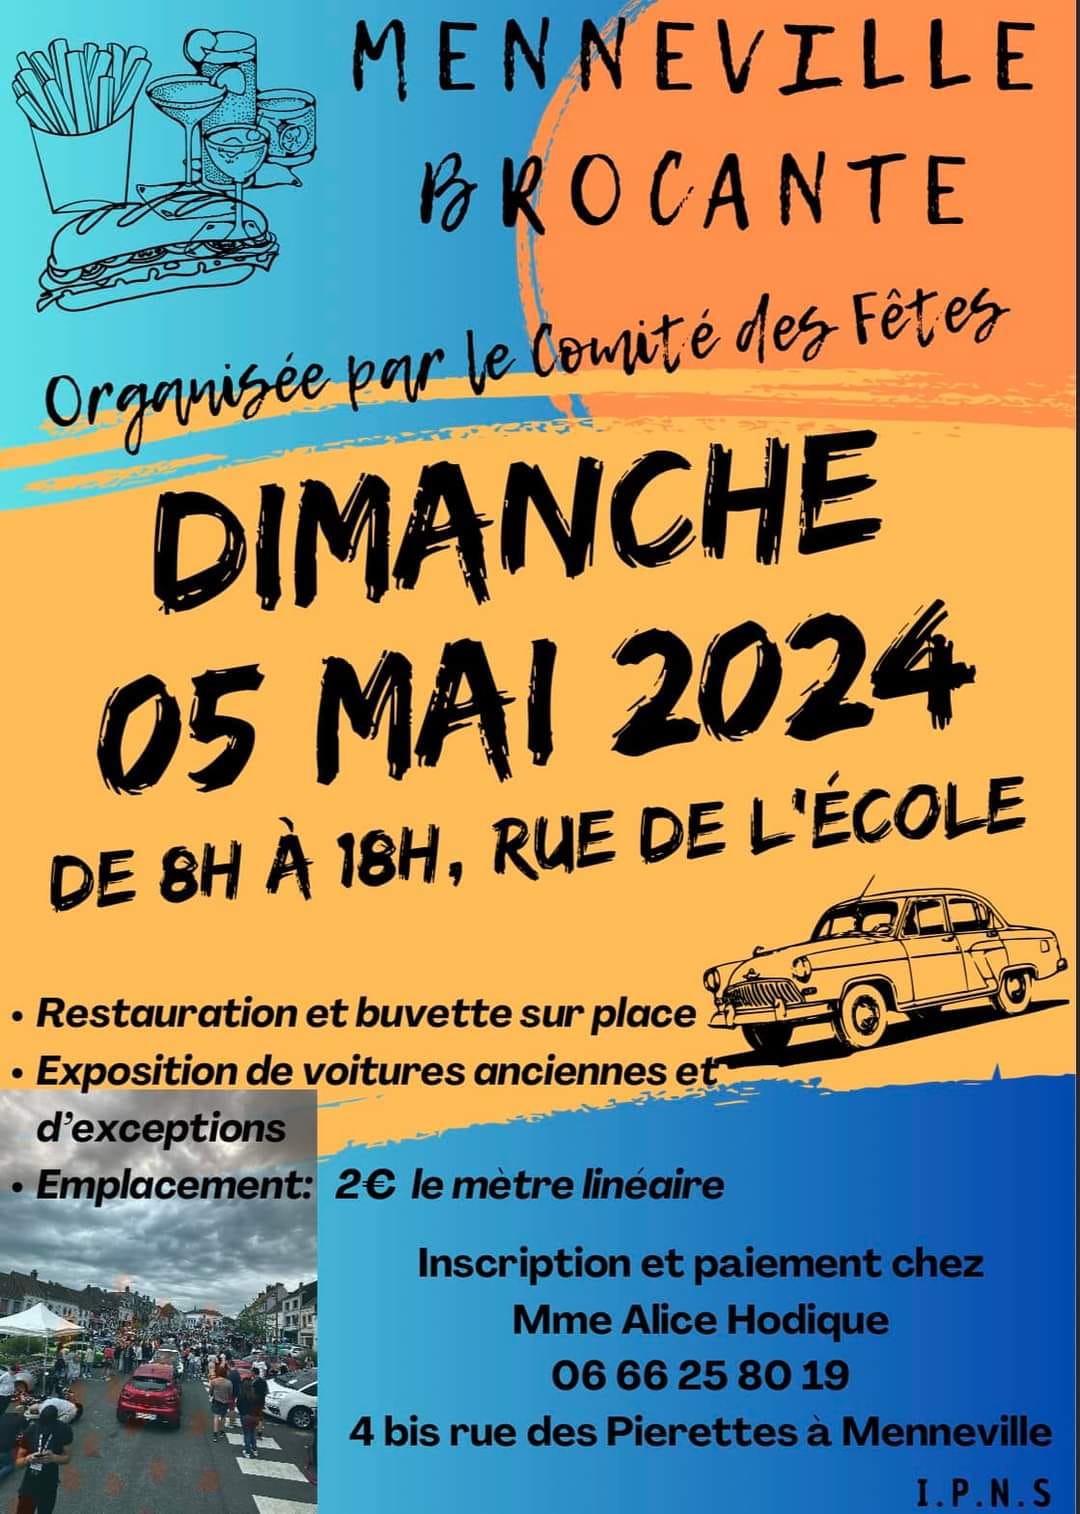 MENNEVILLE
BROCANTE
Organisée par le Comité des Fêtes
DIMANCHE
05 MAI 2024
DE 8H À 18H, RUE DE L'ÉCOLE
• Restauration et buvette sur place
• Exposition de voitures anciennes et
d’exceptions
• Emplacement: 2€ le mètre linéaire
Inscription et paiement chez
Mme Alice Hodique
06 66 25 80 19
4 bis rue des Pierettes à Menneville
I.P.N.S